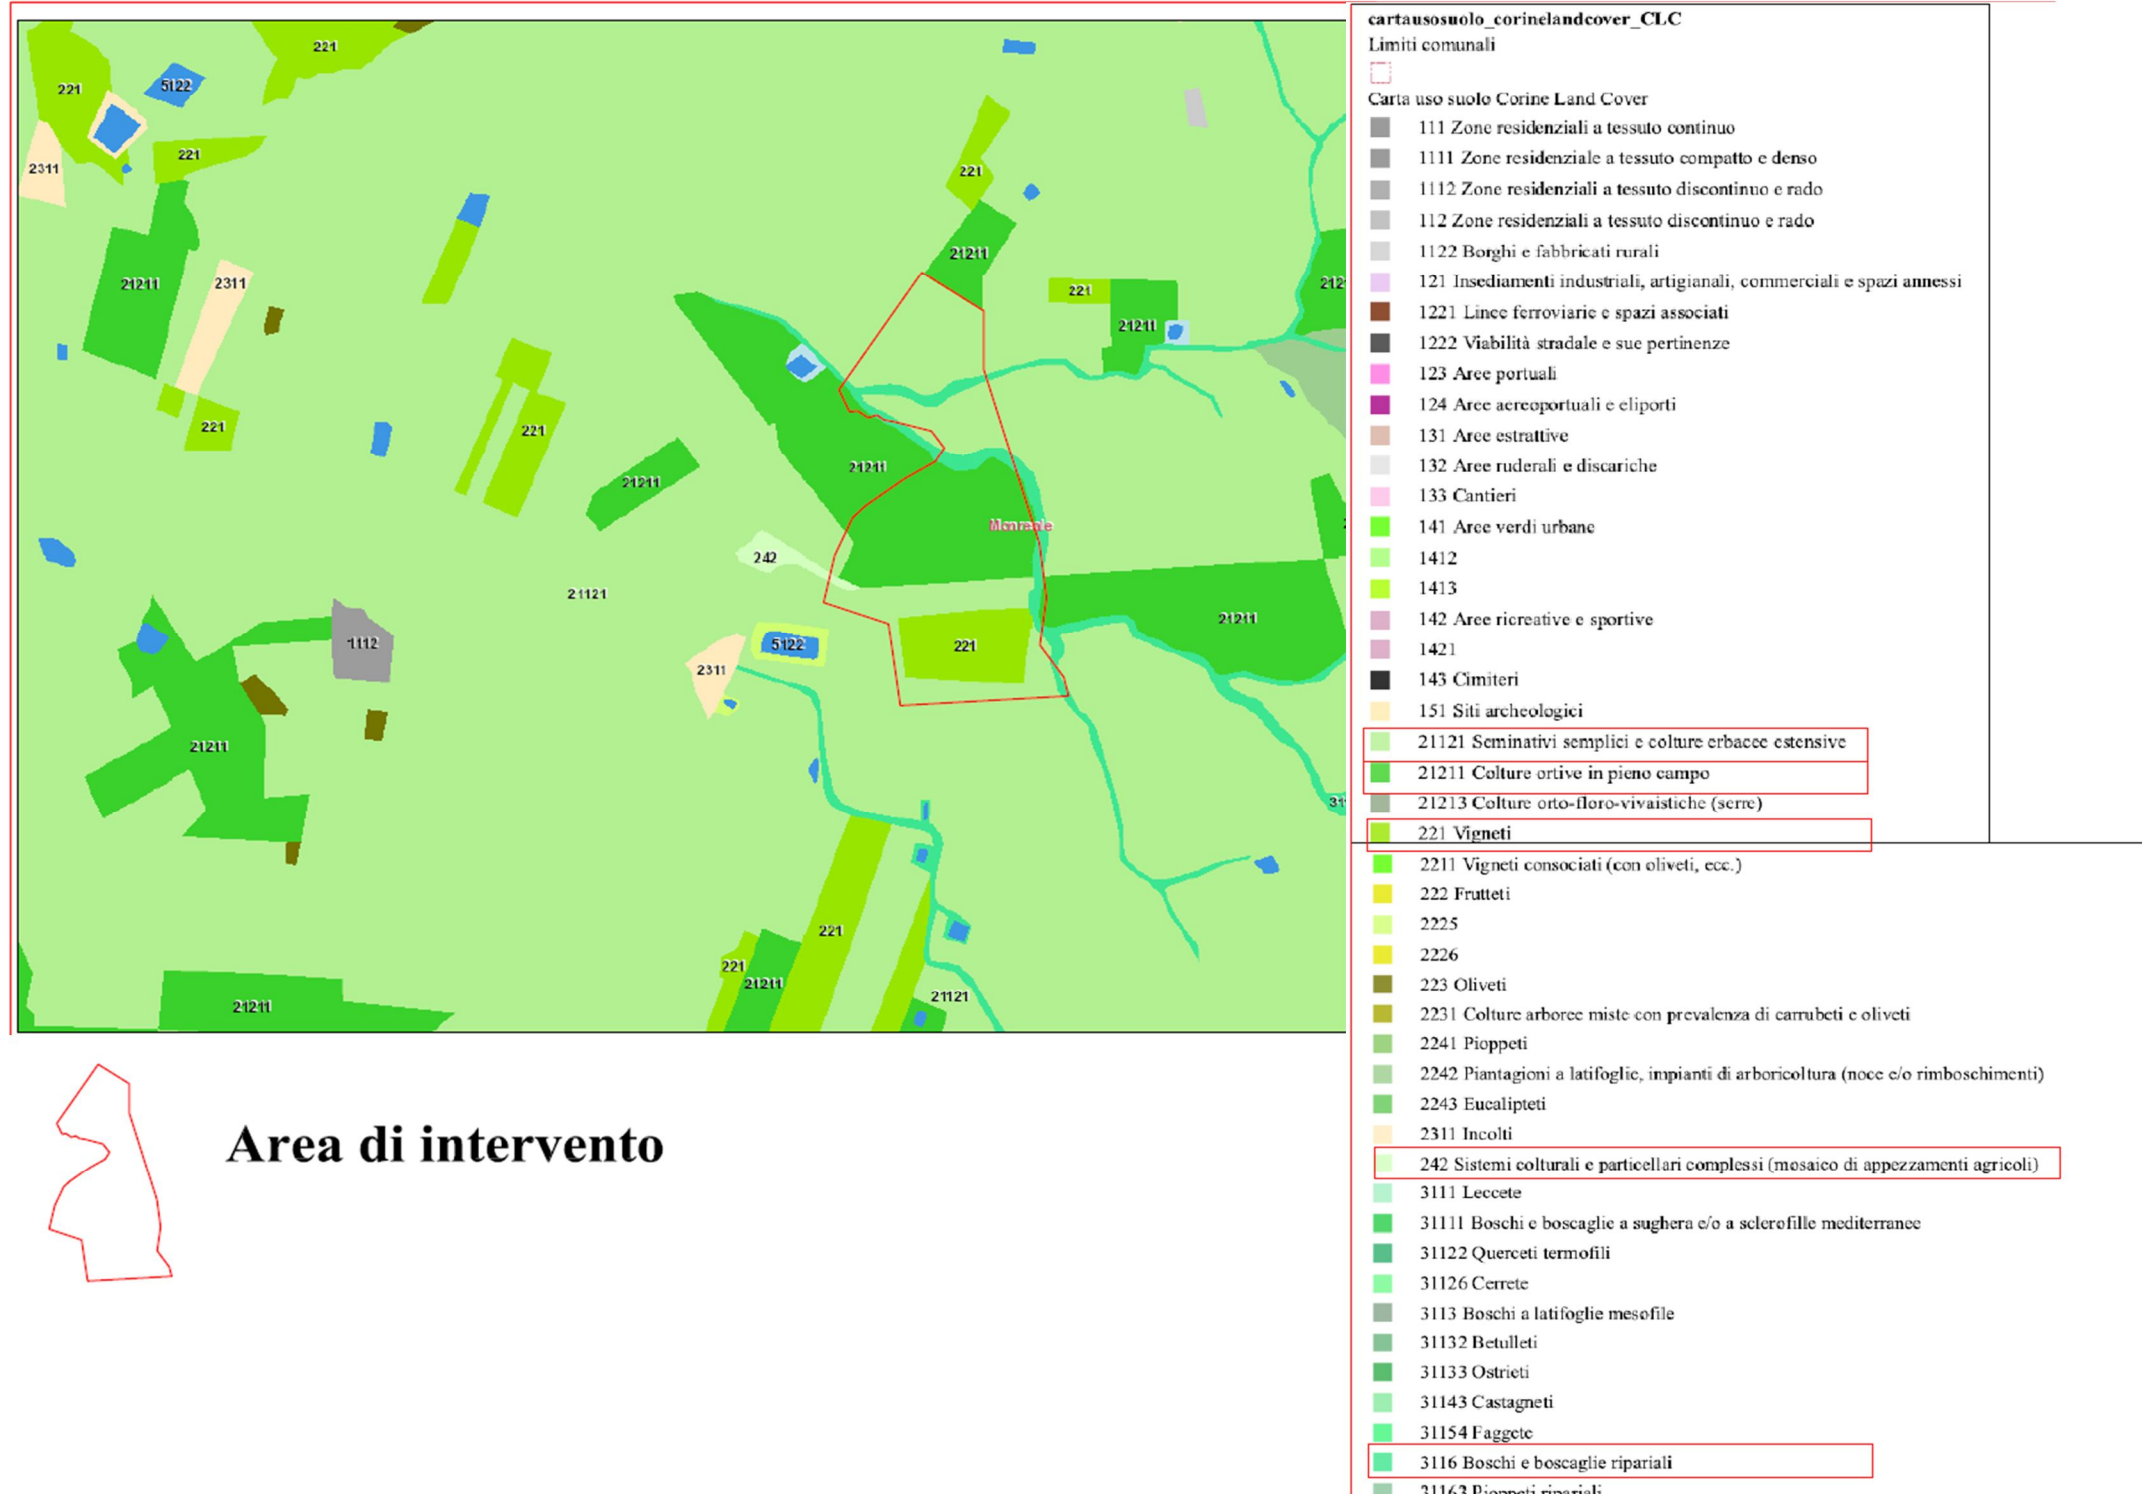 221
221
5122
2311
221
21211
2311
221
221
21211
221
21211
221
21211
212
21211
Monreale
242
21121
1112
2311
5122
221
21211
21211
31
221
221
21211
21121
21211
Area di intervento
cartausosuolo_corinelandcover_CLC
Limiti comunali
Carta uso suolo Corine Land Cover
111 Zone residenziali a tessuto continuo
1111 Zone residenziale a tessuto compatto e denso
1112 Zone residenziali a tessuto discontinuo e rado
112 Zone residenziali a tessuto discontinuo e rado
1122 Borghi e fabbricati rurali
121 Insediamenti industriali, artigianali, commerciali e spazi annessi
1221 Linee ferroviarie e spazi associati
1222 Viabilità stradale e sue pertinenze
123 Aree portuali
124 Aree aereoportuali e eliporti
131 Aree estrattive
132 Aree ruderali e discariche
133 Cantieri
141 Aree verdi urbane
1412
1413
142 Aree ricreative e sportive
1421
143 Cimiteri
151 Siti archeologici
21121 Seminativi semplici e colture erbacee estensive
21211 Colture ortive in pieno campo
21213 Colture orto-floro-vivaistiche (serre)
221 Vigneti
2211 Vigneti consociati (con oliveti, ecc.)
222 Frutteti
2225
2226
223 Oliveti
2231 Colture arboree miste con prevalenza di carrubeti e oliveti
2241 Pioppeti
2242 Piantagioni a latifoglie, impianti di arboricoltura (noce e/o rimboschimenti)
2243 Eucalipteti
2311 Incolti
242 Sistemi colturali e particellari complessi (mosaico di appezzamenti agricoli)
3111 Leccete
31111 Boschi e boscaglie a sughera e/o a sclerofille mediterranee
31122 Querceti termofili
31126 Cerrete
3113 Boschi a latifoglie mesofile
31132 Betulleti
31133 Ostrieti
31143 Castagneti
31154 Faggete
3116 Boschi e boscaglie ripariali
31163 Pioppeti ripariali